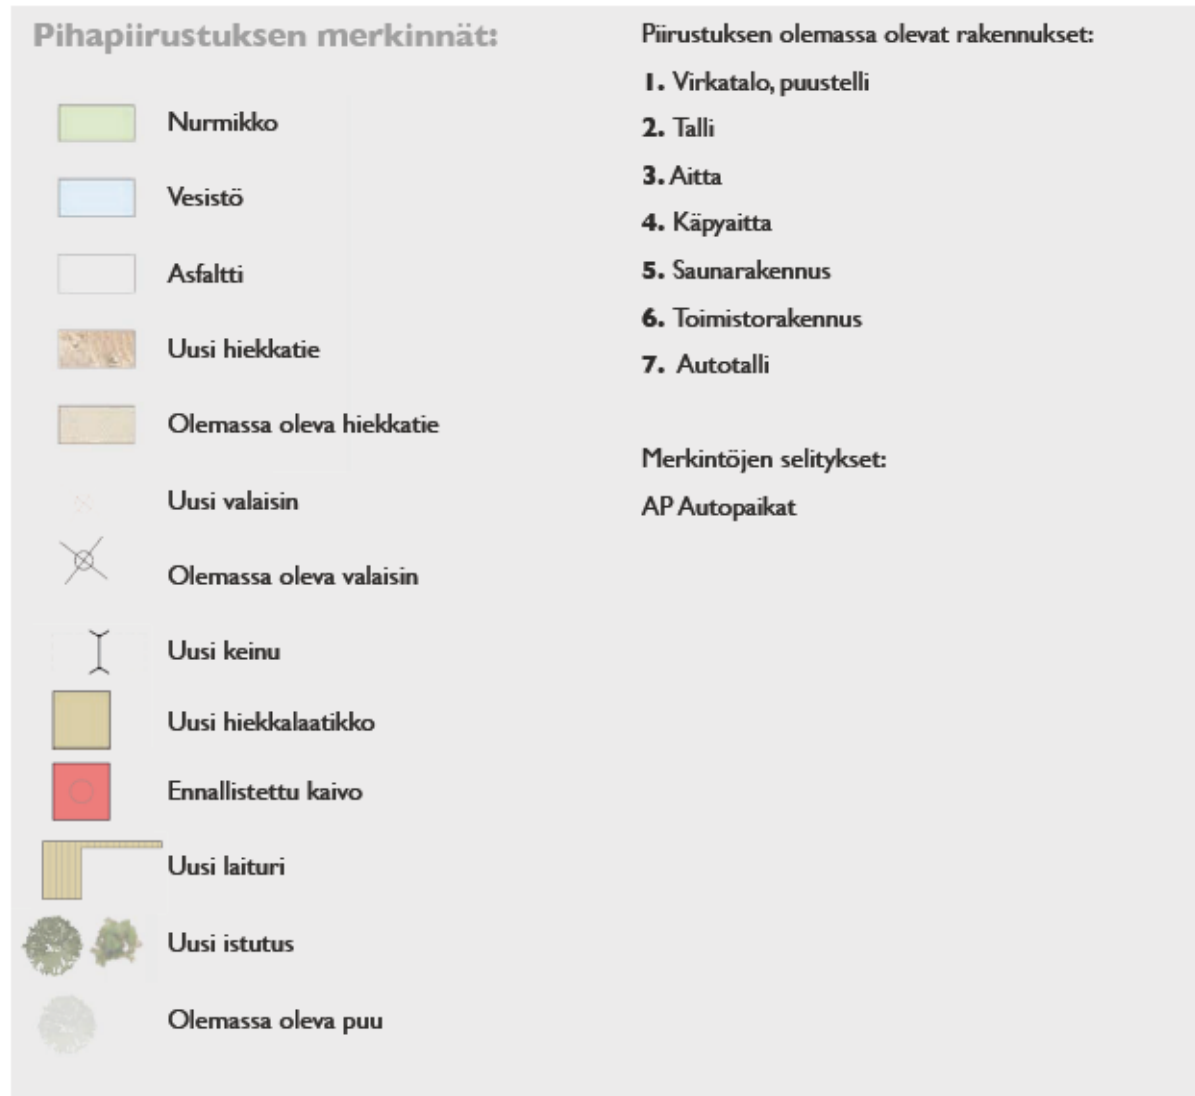 Pihapiirustuksen merkinnät:
Nurmikko
Vesistö
Asfaltti
Uusi hiekkatie
Olemassa oleva hiekkatie
Uusi valaisin
Olemassa oleva valaisin
Uusi keinu
Uusi hiekkalaatikko
Ennallistettu kaivo
Uusi laituri
Uusi istutus
Olemassa oleva puu
Piirustuksen olemassa olevat rakennukset:
1. Virkatalo, puustelli
2. Talli
3. Aitta
4. Käpyaitta
5. Saunarakennus
6. Toimistorakennus
7. Autotalli
Merkintöjen selitykset:
AP Autopaikat